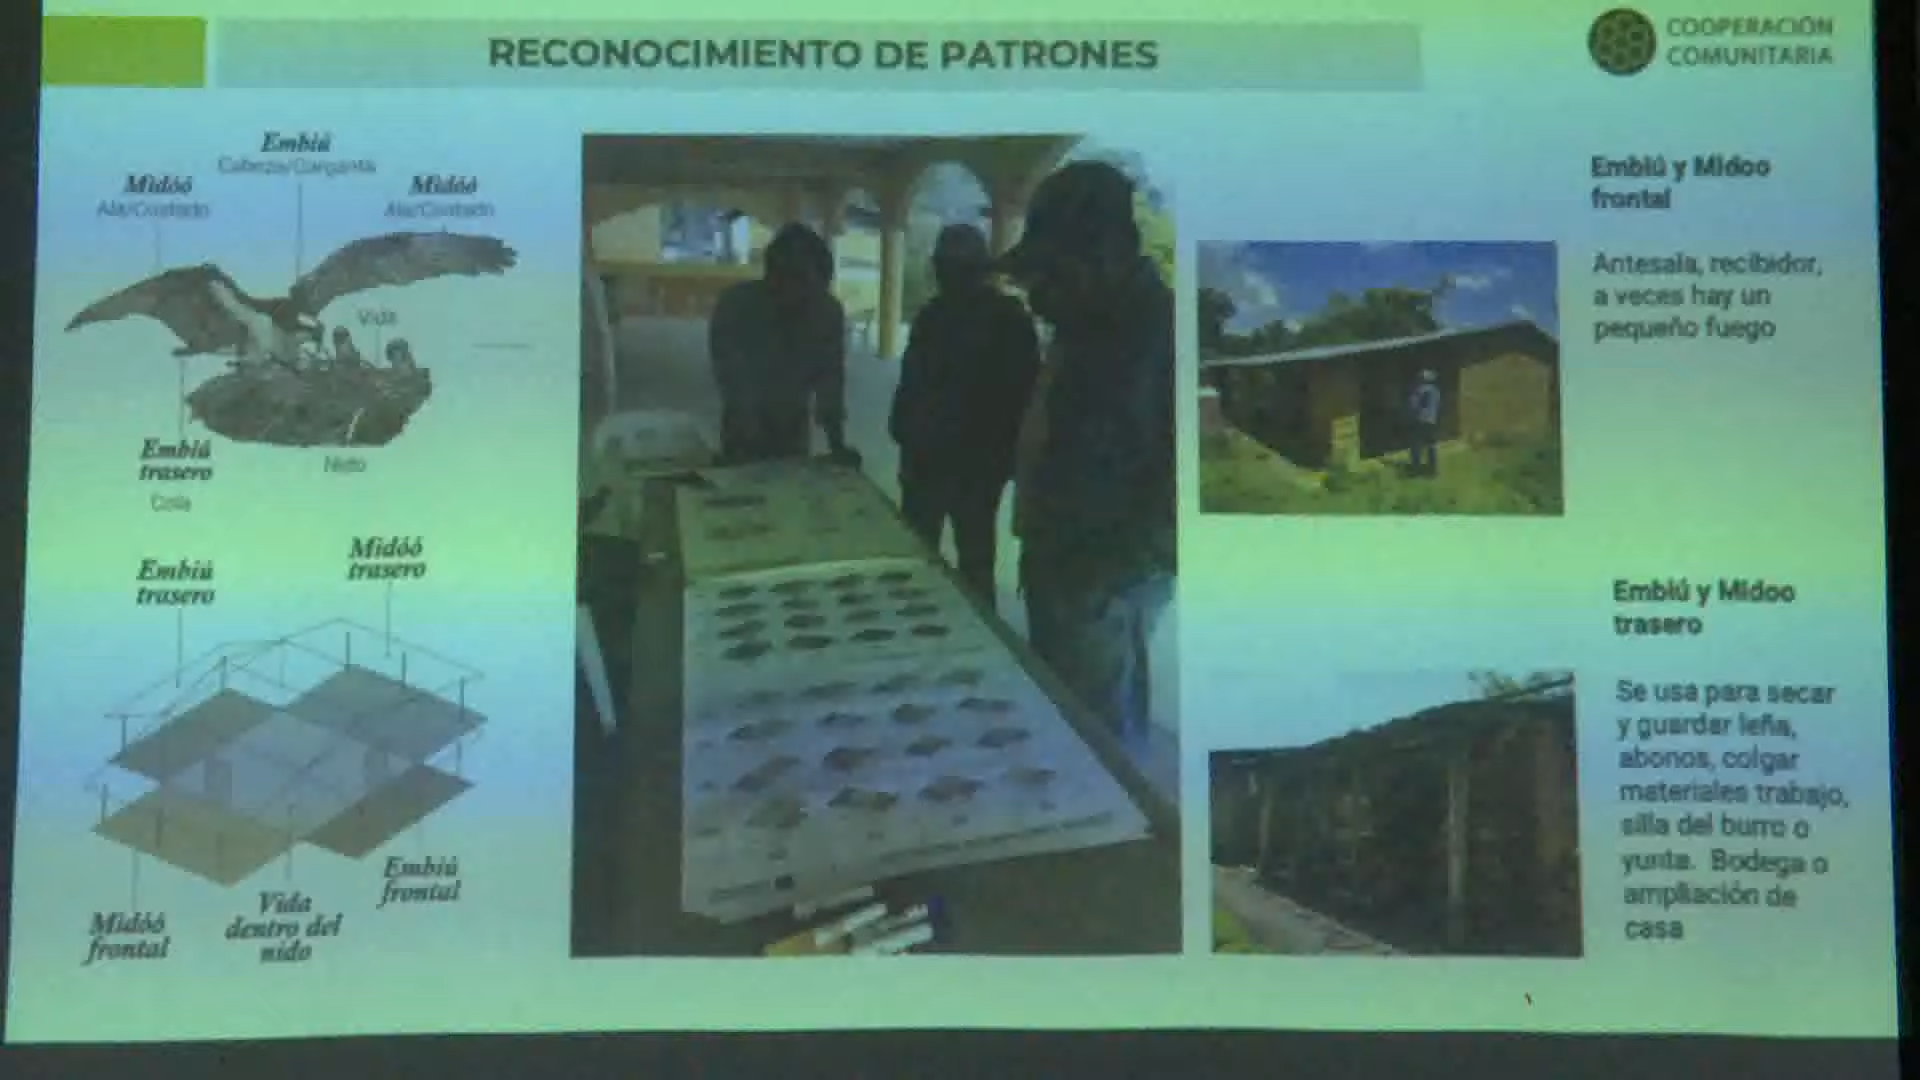 RECONOCIMIENTO DE PATRONES
COOPERACIÓN
COMUNITARIA
Embiú
Cabeza/Garganta
Midóó
Ala/Costado
Midóó
Ala/Costado
Vida
Embiú
trasero
Cola
Nido
Embiú
trasero
Midóó
trasero
Midóó
frontal
Vida
dentro del
nido
Embiú
frontal
Embiú y Midoo
frontal
Antesala, recibidor,
a veces hay un
pequeño fuego
Embiú y Midoo
trasero
Se usa para secar
y guardar leña,
abonos, colgar
materiales trabajo,
silla del burro o
yunta. Bodega o
ampliación de
casa